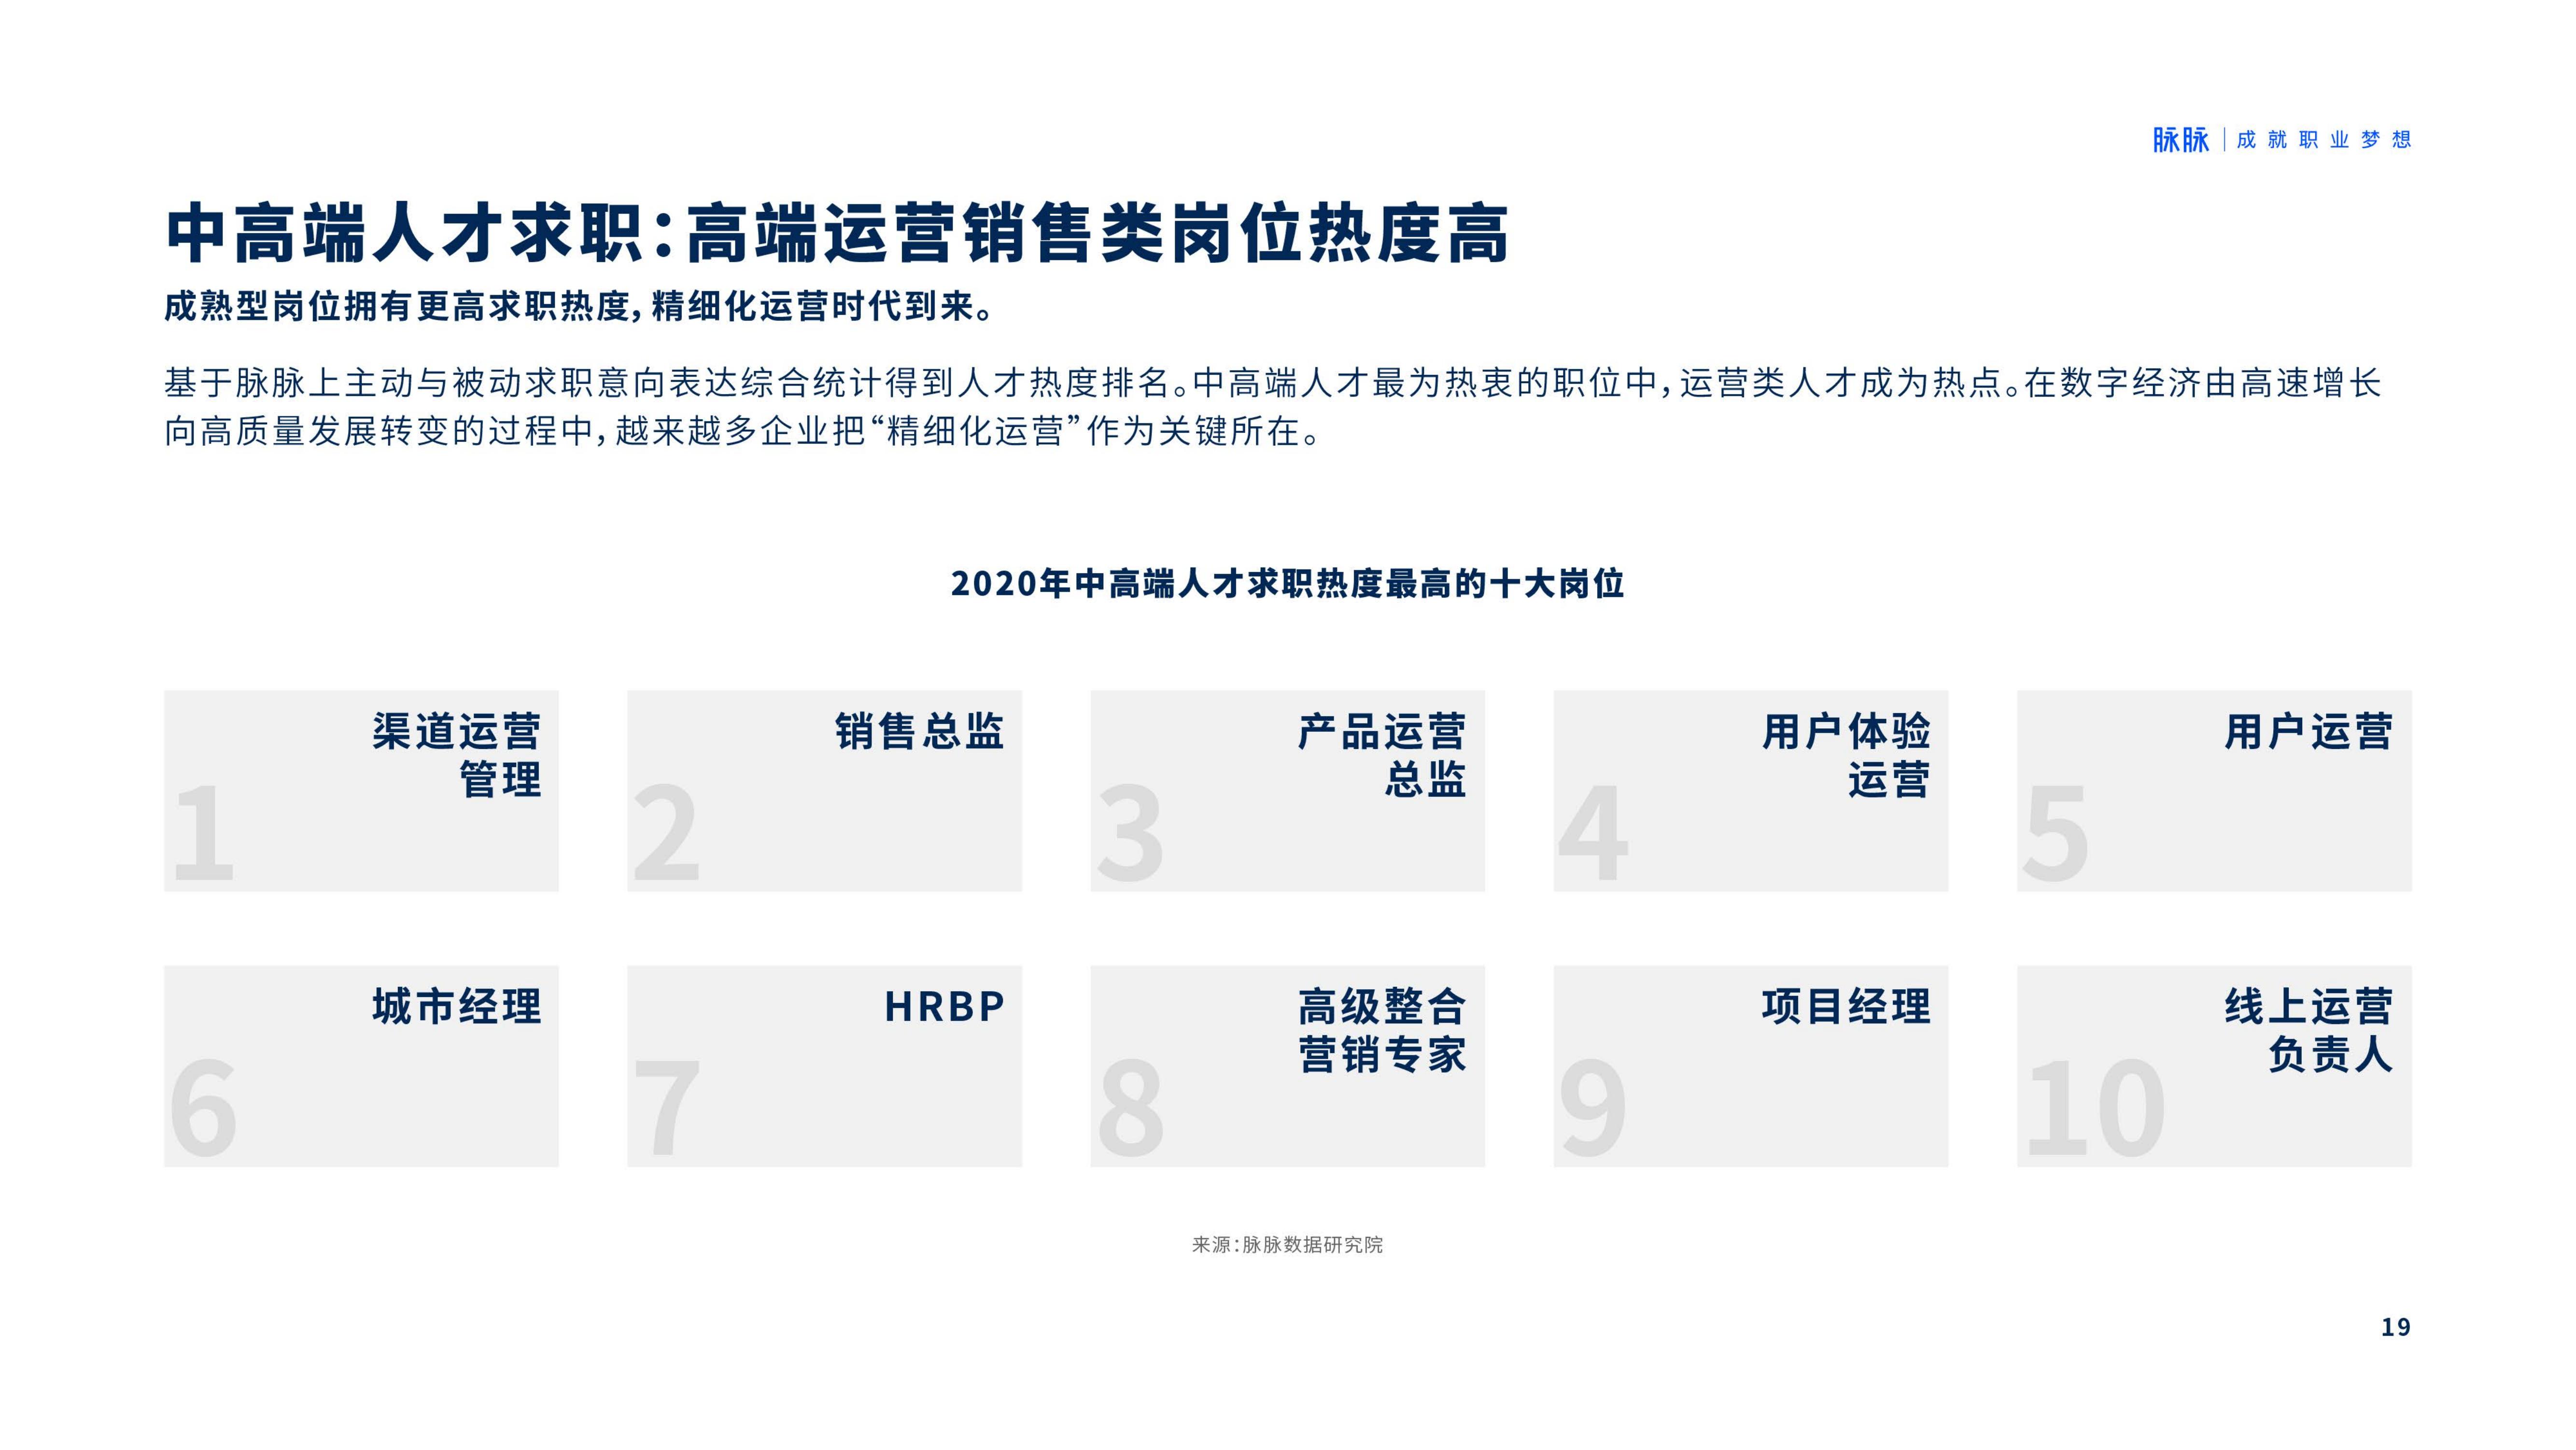 脉脉 | 成就职业梦想
中高端人才求职：高端运营销售类岗位热度高
成熟型岗位拥有更高求职热度，精细化运营时代到来。
基于脉脉上主动与被动求职意向表达综合统计得到人才热度排名。中高端人才最为热衷的职位中，运营类人才成为热点。在数字经济由高速增长
向高质量发展转变的过程中，越来越多企业把“精细化运营”作为关键所在。
2020年中高端人才求职热度最高的十大岗位
1
渠道运营
管理
2
销售总监
3
产品运营
总监
4
用户体验
运营
5
用户运营
6
城市经理
7
HRBP
8
高级整合
营销专家
9
项目经理
10
线上运营
负责人
来源：脉脉数据研究院
19